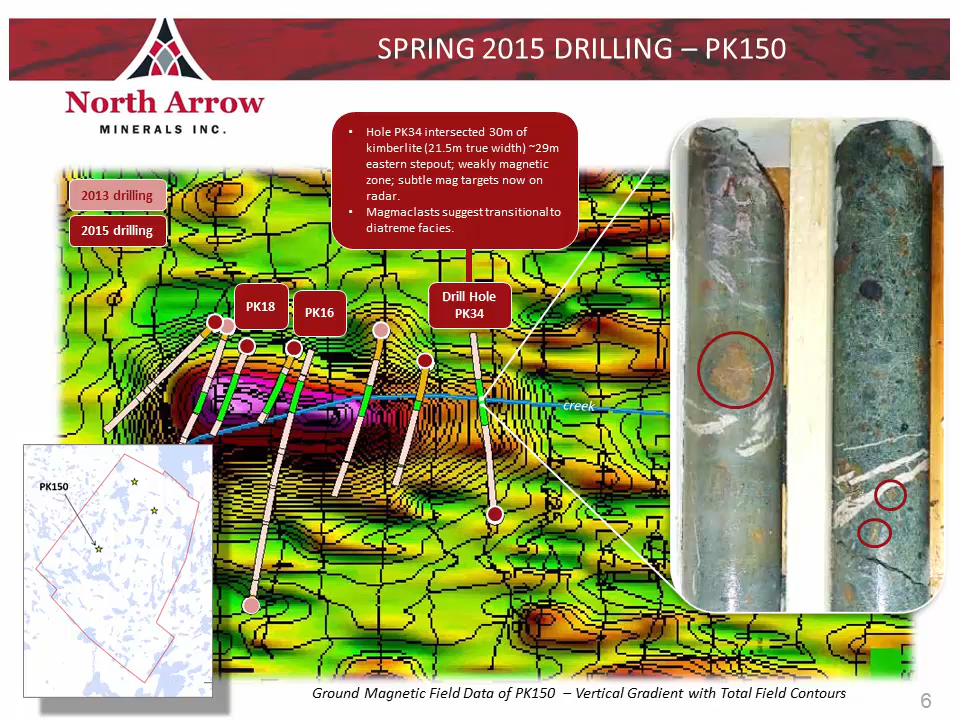 SPRING 2015 DRILLING – PK150
North Arrow
MINERALS INC.
• Hole PK34 intersected 30m of
kimberlite (21.5m true width) ~29m
eastern stepout; weakly magnetic
zone; subtle mag targets now on
radar.
• Magmaclasts suggest transitional to
diatreme facies.
2013 drilling
2015 drilling
PK18
PK16
Drill Hole
PK34
creek
PK150
Ground Magnetic Field Data of PK150 – Vertical Gradient with Total Field Contours
6